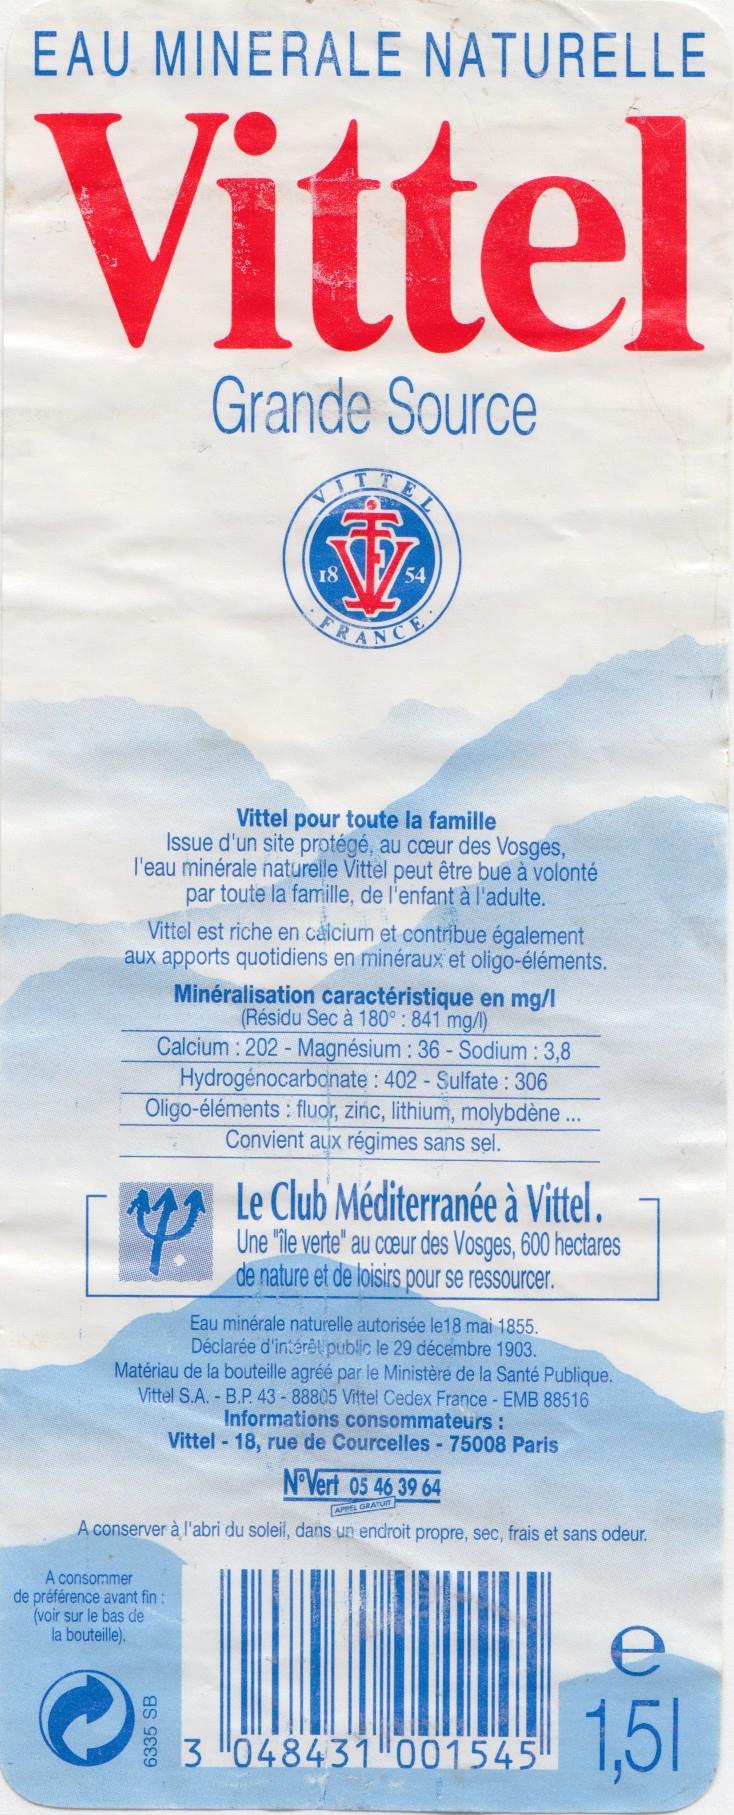 EAU MINERALE NATURELLE
Vittel
Grande Source
VITTEL
18 54
FRANCE
Vittel pour toute la famille
Issue d'un site protégé, au cœur des Vosges,
l'eau minérale naturelle Vittel peut être bue à volonté
par toute la famille, de l'enfant à l'adulte.
Vittel est riche en calcium et contribue également
aux apports quotidiens en minéraux et oligo-éléments.
Minéralisation caractéristique en mg/l
(Résidu Sec à 180° : 841 mg/l)
Calcium : 202 - Magnésium : 36 - Sodium : 3,8
Hydrogénocarbonate : 402 - Sulfate : 306
Oligo-éléments : fluor, zinc, lithium, molybdène ...
Convient aux régimes sans sel.
Le Club Méditerranée à Vittel.
Une "île verte" au cœur des Vosges, 600 hectares
de nature et de loisirs pour se ressourcer.
Eau minérale naturelle autorisée le18 mai 1855.
Déclarée d'intérêt public le 29 décembre 1903.
Matériau de la bouteille agréé par le Ministère de la Santé Publique.
Vittel S.A. - B.P. 43 - 88805 Vittel Cedex France - EMB 88516
Informations consommateurs :
Vittel - 18, rue de Courcelles - 75008 Paris
N°Vert 05 46 39 64
APPEL GRATUIT
A conserver à l'abri du soleil, dans un endroit propre, sec, frais et sans odeur.
A consommer
de préférence avant fin :
(voir sur le bas de
la bouteille).
6335 SB
3 048431 001545
e
1,5l